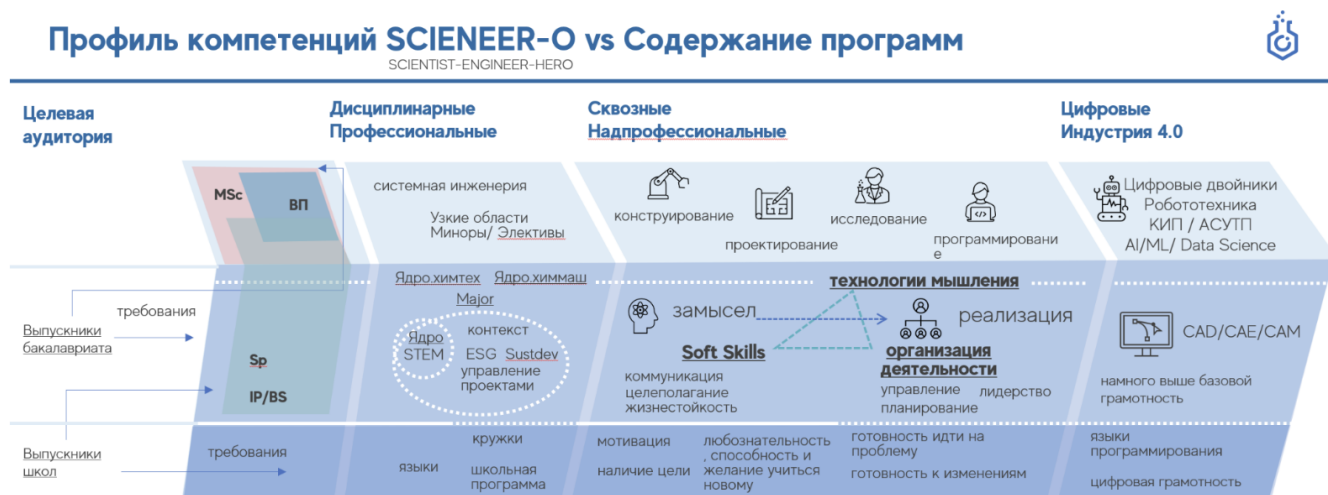 Профиль компетенций SCIENEER-O vs Содержание программ
SCIENTIST-ENGINEER-HERO
Целевая
аудитория
Дисциплинарные
Профессиональные
Сквозные
Надпрофессиональные
Цифровые
Индустрия 4.0
MSc
ВП
системная инженерия
Узкие области
Миноры/ Элективы
конструирование
проектирование
исследование
программировани
е
Цифровые двойники
Робототехника
КИП / АСУТП
AI/ML/ Data Science
требования
Выпускники
бакалавриата
Sp
IP/BS
Ядро.химтех
Ядро.химмаш
Major
Ядро
STEM
контекст
ESG Sustdev
управление
проектами
технологии мышления
замысел
реализация
Soft Skills
коммуникация
целеполагание
жизнестойкость
организация
деятельности
управление
планирование
лидерство
CAD/CAE/CAM
намного выше базовой
грамотность
Выпускники
школ
требования
языки
кружки
школьная
программа
мотивация
наличие цели
любознательность
, способность и
желание учиться
новому
готовность идти на
проблему
готовность к изменениям
языки
программирования
цифровая грамотность